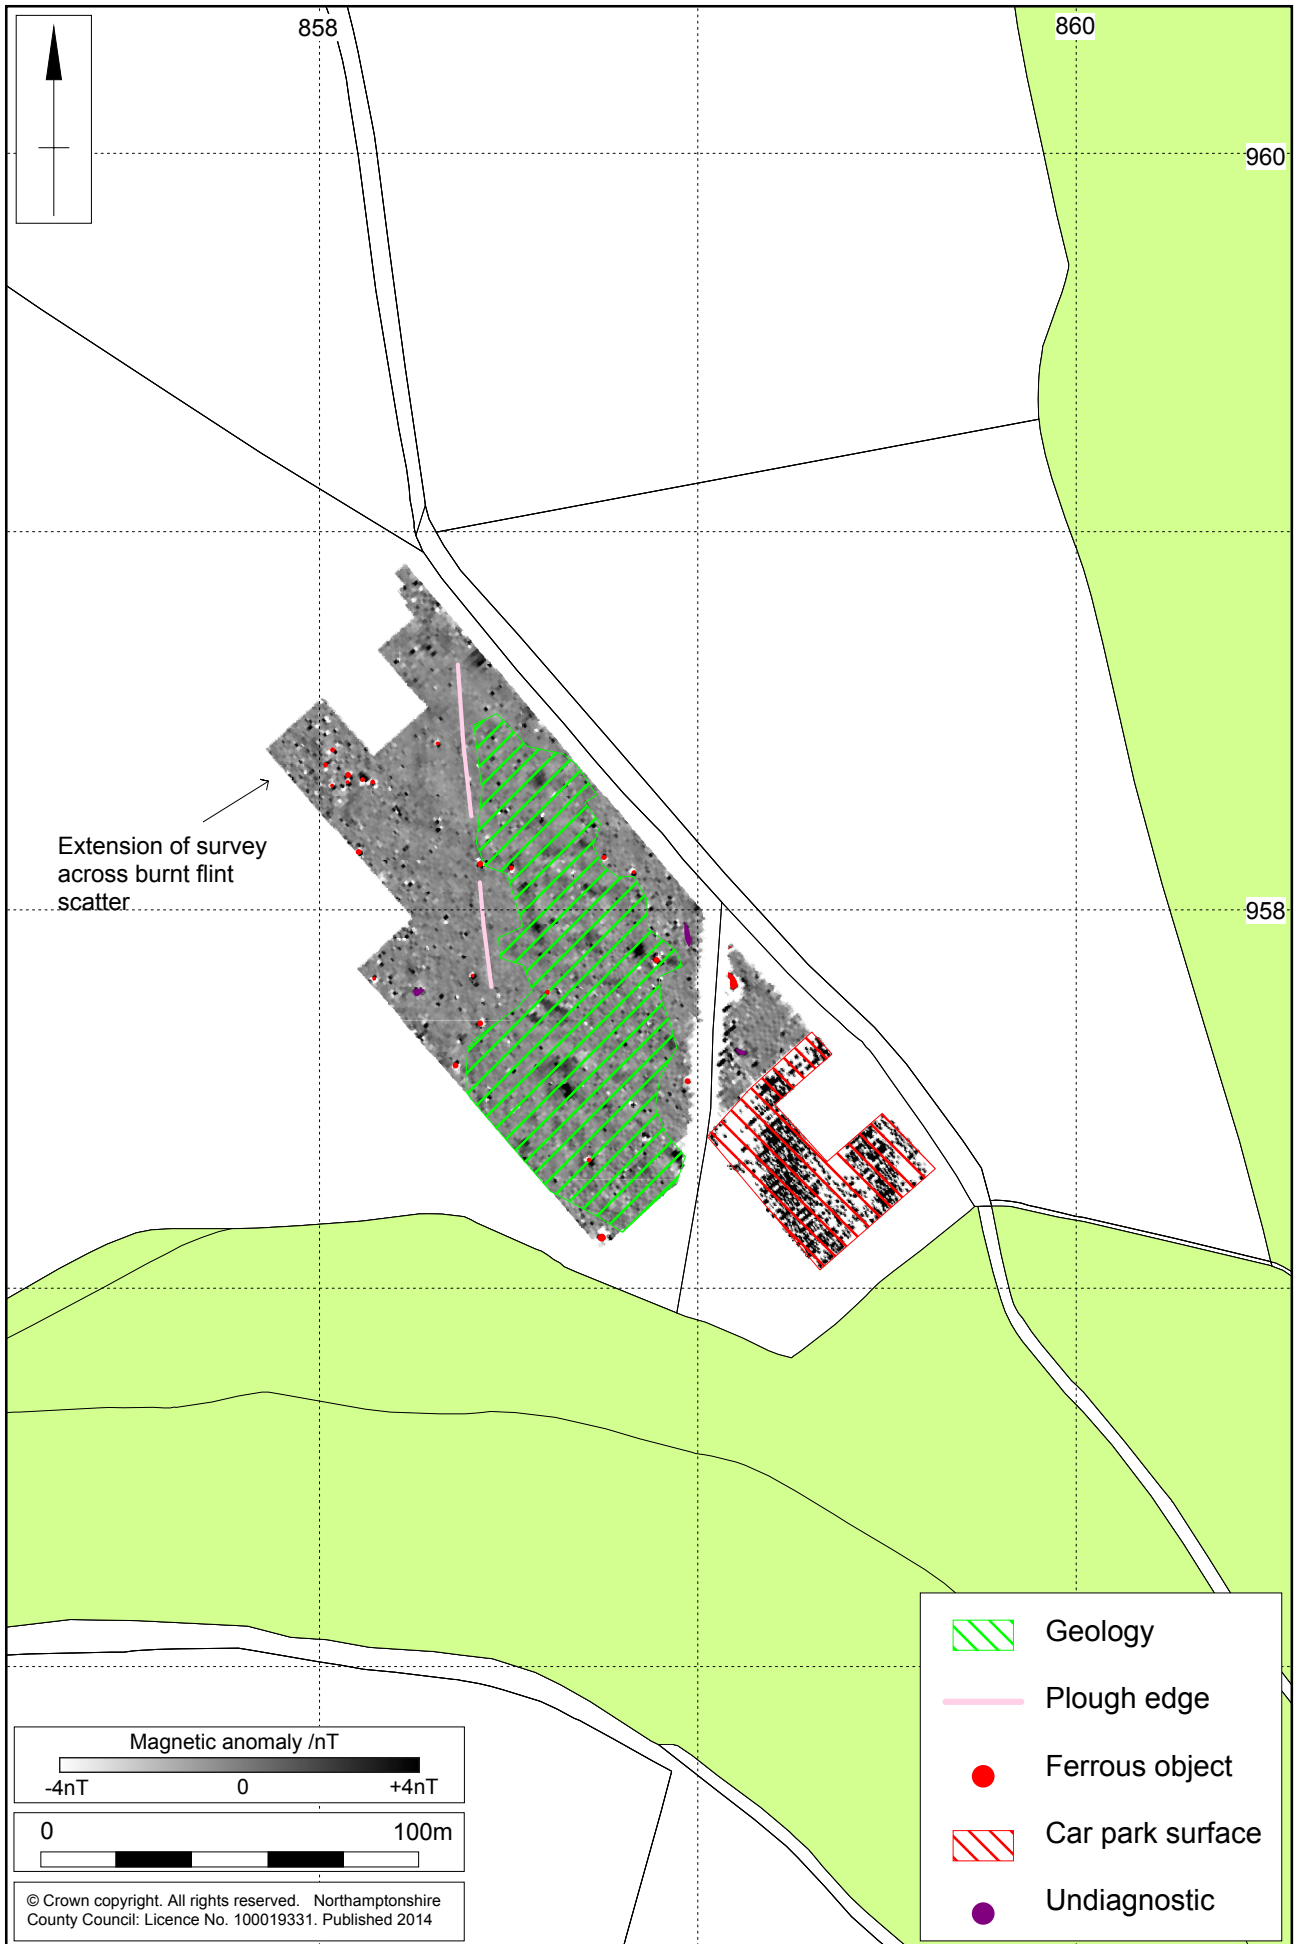 858
860
960
Extension of survey
across burnt flint
scatter
958
Geology
Plough edge
Ferrous object
Car park surface
Undiagnostic
Magnetic anomaly /nT
-4nT 0 +4nT
0 100m
© Crown copyright. All rights reserved. Northamptonshire
County Council: Licence No. 100019331. Published 2014